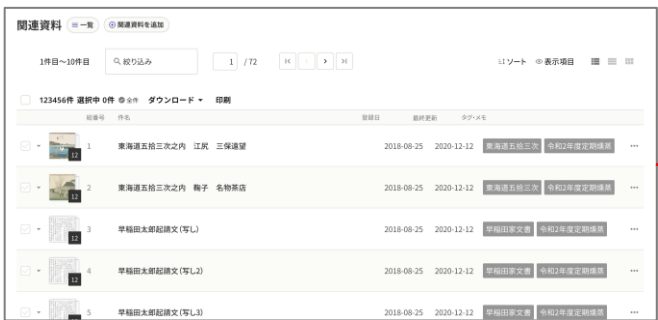 関連資料 一覧 関連資料を追加
1件目～10件目 絞り込み 1 /72 ソート 表示項目
123456件 選択中 0件 全件 ダウンロード 印刷
総番号 件名 登録日 最終更新 タグ・メモ
12 1 東海道五拾三次之内 江尻 三保遠望 2018-08-25 2020-12-12 東海道五拾三次 令和2年度定期燻蒸 ...
12 2 東海道五拾三次之内 鞠子 名物茶店 2018-08-25 2020-12-12 東海道五拾三次 令和2年度定期燻蒸 ...
12 3 早稲田太郎起請文(写し) 2018-08-25 2020-12-12 早稲田家文書 令和2年度定期燻蒸 ...
12 4 早稲田太郎起請文(写し2) 2018-08-25 2020-12-12 早稲田家文書 令和2年度定期燻蒸 ...
12 5 早稲田太郎起請文(写し3) 2018-08-25 2020-12-12 早稲田家文書 令和2年度定期燻蒸 ...